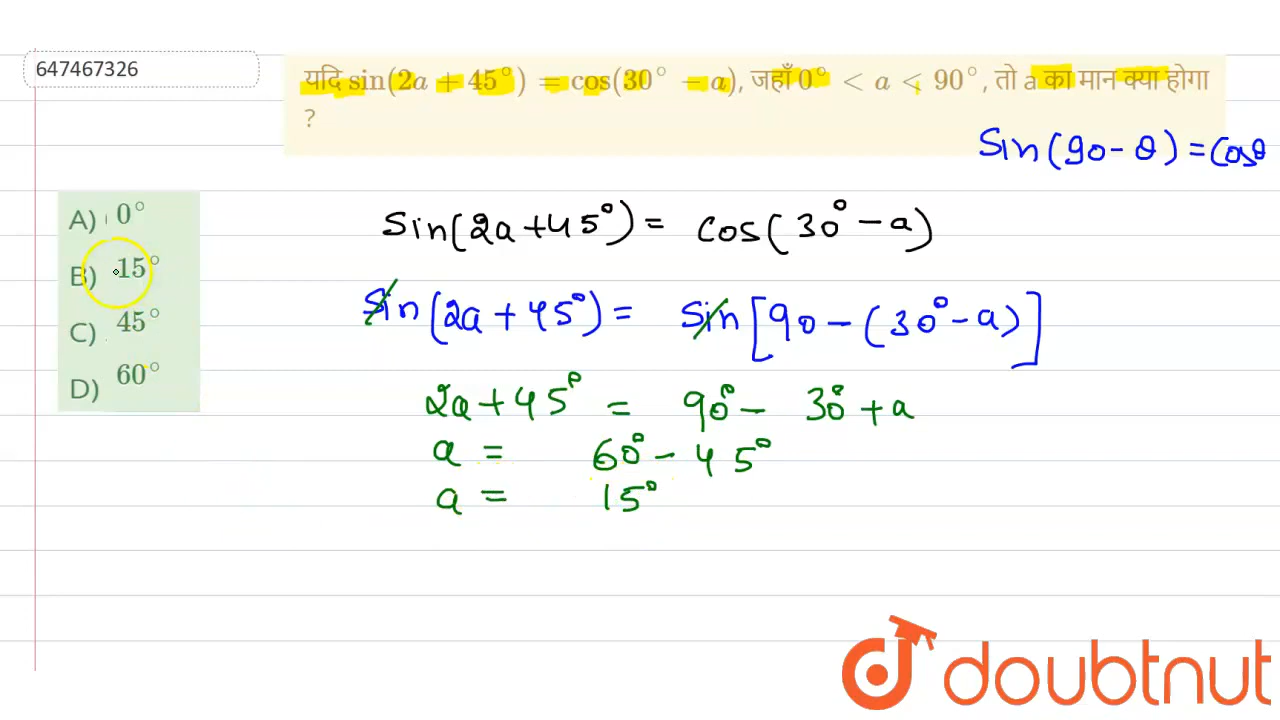 647467326
यदि sin(2a + 45°) = cos(30° − a), जहाँ 0° < a < 90°, तो a का मान क्या होगा
?
Sin(90-θ)=Cosθ
A) 0°
B) 15°
C) 45°
D) 60°
Sin(2a+45°)= Cos(30°-a)
Sin(2a+45°)= Sin[90-(30°-a)]
2a+45° = 90°- 30°+a
a = 60°-45°
a = 15°
doubtnut